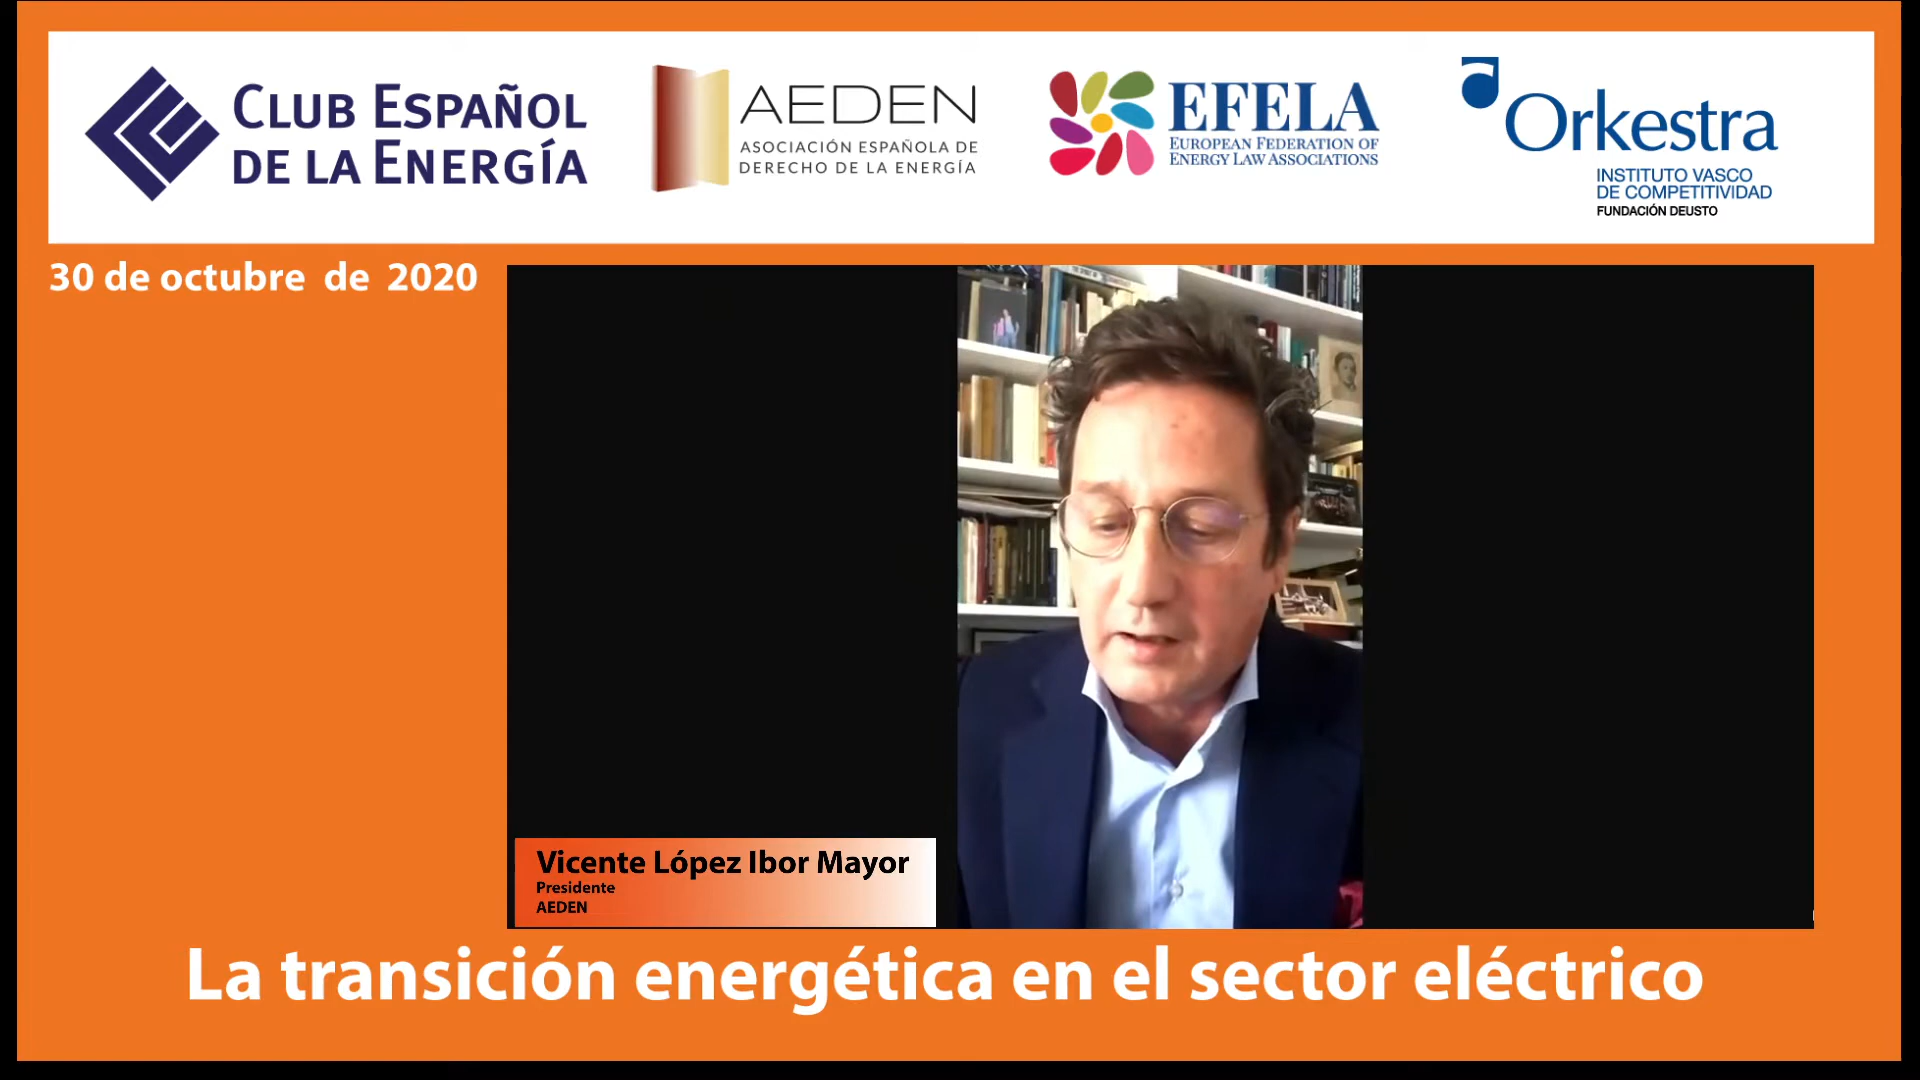 CLUB ESPAÑOL
DE LA ENERGÍA
AEDEN
ASOCIACIÓN ESPAÑOLA DE
DERECHO DE LA ENERGÍA
EFELA
EUROPEAN FEDERATION OF
ENERGY LAW ASSOCIATIONS
Orkestra
INSTITUTO VASCO
DE COMPETITIVIDAD
FUNDACIÓN DEUSTO
30 de octubre de 2020
Vicente López Ibor Mayor
Presidente
AEDEN
La transición energética en el sector eléctrico